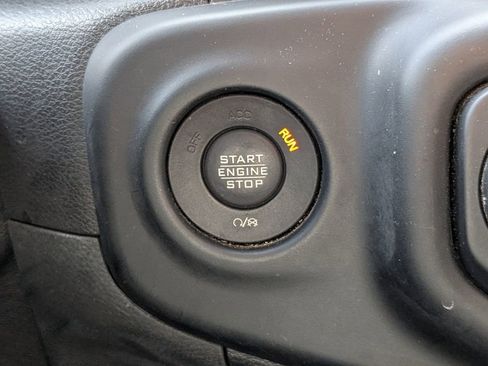 OFF
ACC
RUN
START
ENGINE
STOP